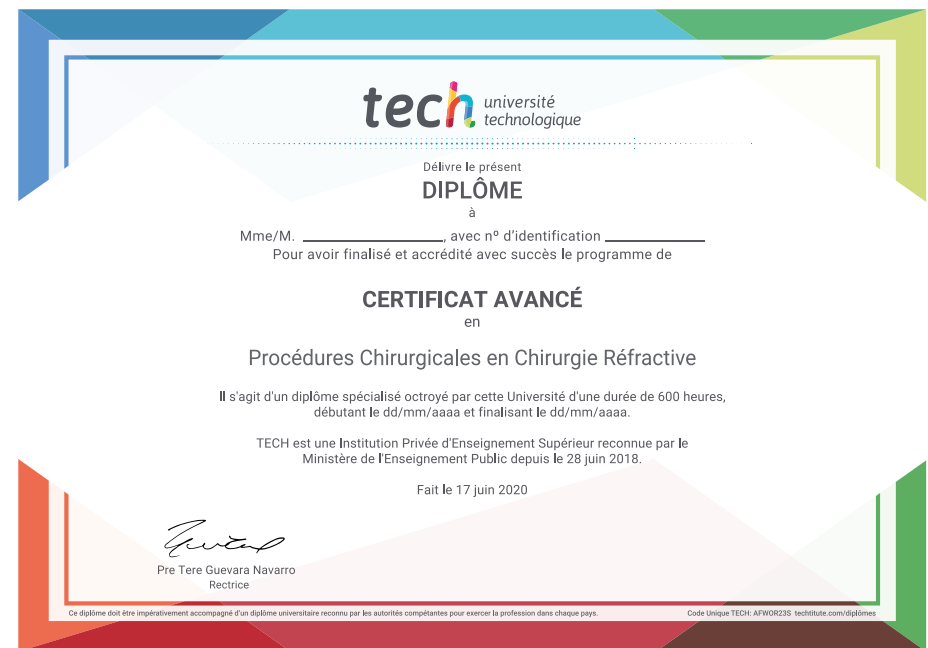 tech université
technologique
Délivre le présent
DIPLÔME
à
Mme/M. ____________________, avec nº d'identification ______________
Pour avoir finalisé et accrédité avec succès le programme de
CERTIFICAT AVANCÉ
en
Procédures Chirurgicales en Chirurgie Réfractive
Il s'agit d'un diplôme spécialisé octroyé par cette Université d'une durée de 600 heures,
débutant le dd/mm/aaaa et finalisant le dd/mm/aaaa.
TECH est une Institution Privée d'Enseignement Supérieur reconnue par le
Ministère de l'Enseignement Public depuis le 28 juin 2018.
Fait le 17 juin 2020
Pre Tere Guevara Navarro
Rectrice
Ce diplôme doit être impérativement accompagné d'un diplôme universitaire reconnu par les autorités compétantes pour exercer la profession dans chaque pays. Code Unique TECH: AFWOR23S techtitute.com/diplômes